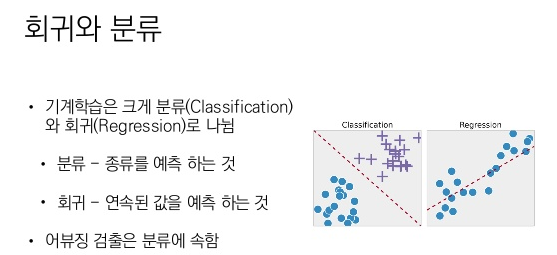 회귀와 분류
• 기계학습은 크게 분류(Classification)
와 회귀(Regression)로 나뉨
• 분류 – 종류를 예측 하는 것
• 회귀 – 연속된 값을 예측 하는 것
• 어뷰징 검출은 분류에 속함
Classification
Regression